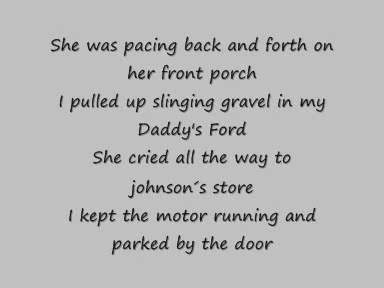 She was pacing back and forth on
her front porch
I pulled up slinging gravel in my
Daddy's Ford
She cried all the way to
johnson´s store
I kept the motor running and
parked by the door